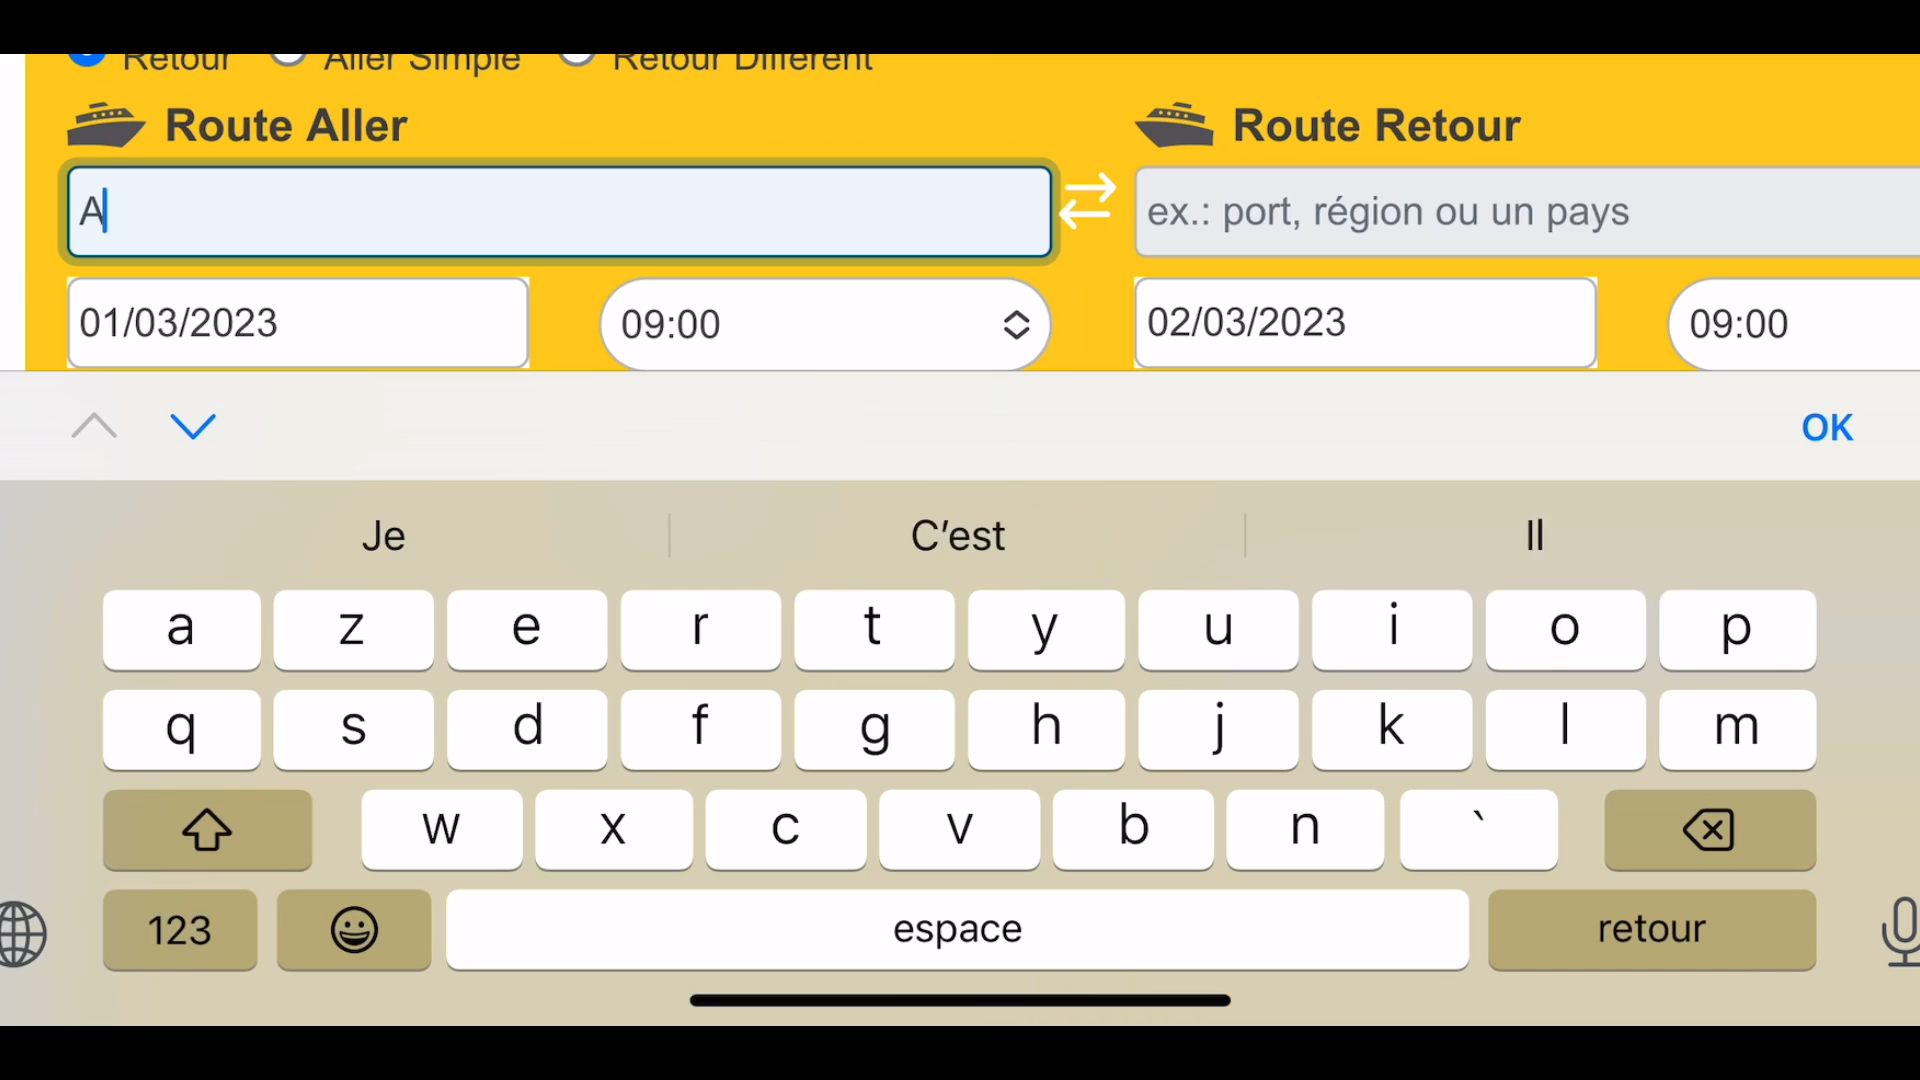 Retour Aller Simple Retour Différent
Route Aller Route Retour
A ex.: port, région ou un pays
01/03/2023 09:00 02/03/2023 09:00
OK
Je C’est Il
a z e r t y u i o p
q s d f g h j k l m
w x c v b n `
123 espace retour